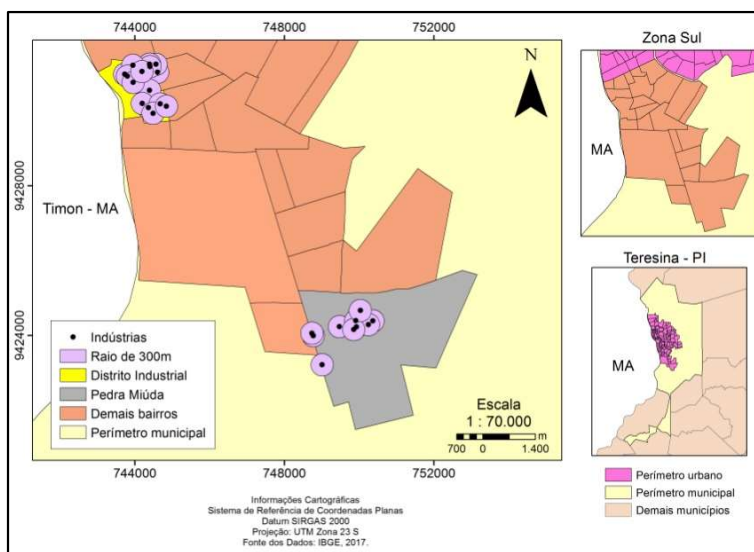 744000
748000
752000
N
9428000
Timon - MA
9424000
Indústrias
Raio de 300m
Distrito Industrial
Pedra Miúda
Demais bairros
Perímetro municipal
Escala
1 : 70.000
700 0 1.400 m
744000
748000
752000
Informações Cartográficas
Sistema de Referência de Coordenadas Planas
Datum SIRGAS 2000
Projeção: UTM Zona 23 S
Fonte dos Dados: IBGE, 2017.
Zona Sul
MA
Teresina - PI
MA
Perímetro urbano
Perímetro municipal
Demais municípios